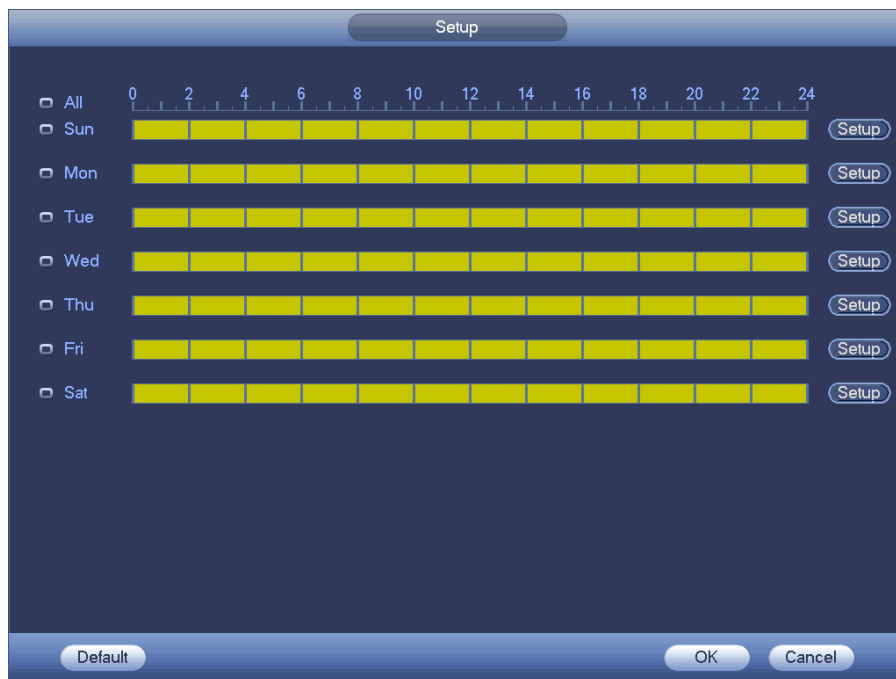 Setup
All 0 2 4 6 8 10 12 14 16 18 20 22 24
Sun Setup
Mon Setup
Tue Setup
Wed Setup
Thu Setup
Fri Setup
Sat Setup
Default OK Cancel